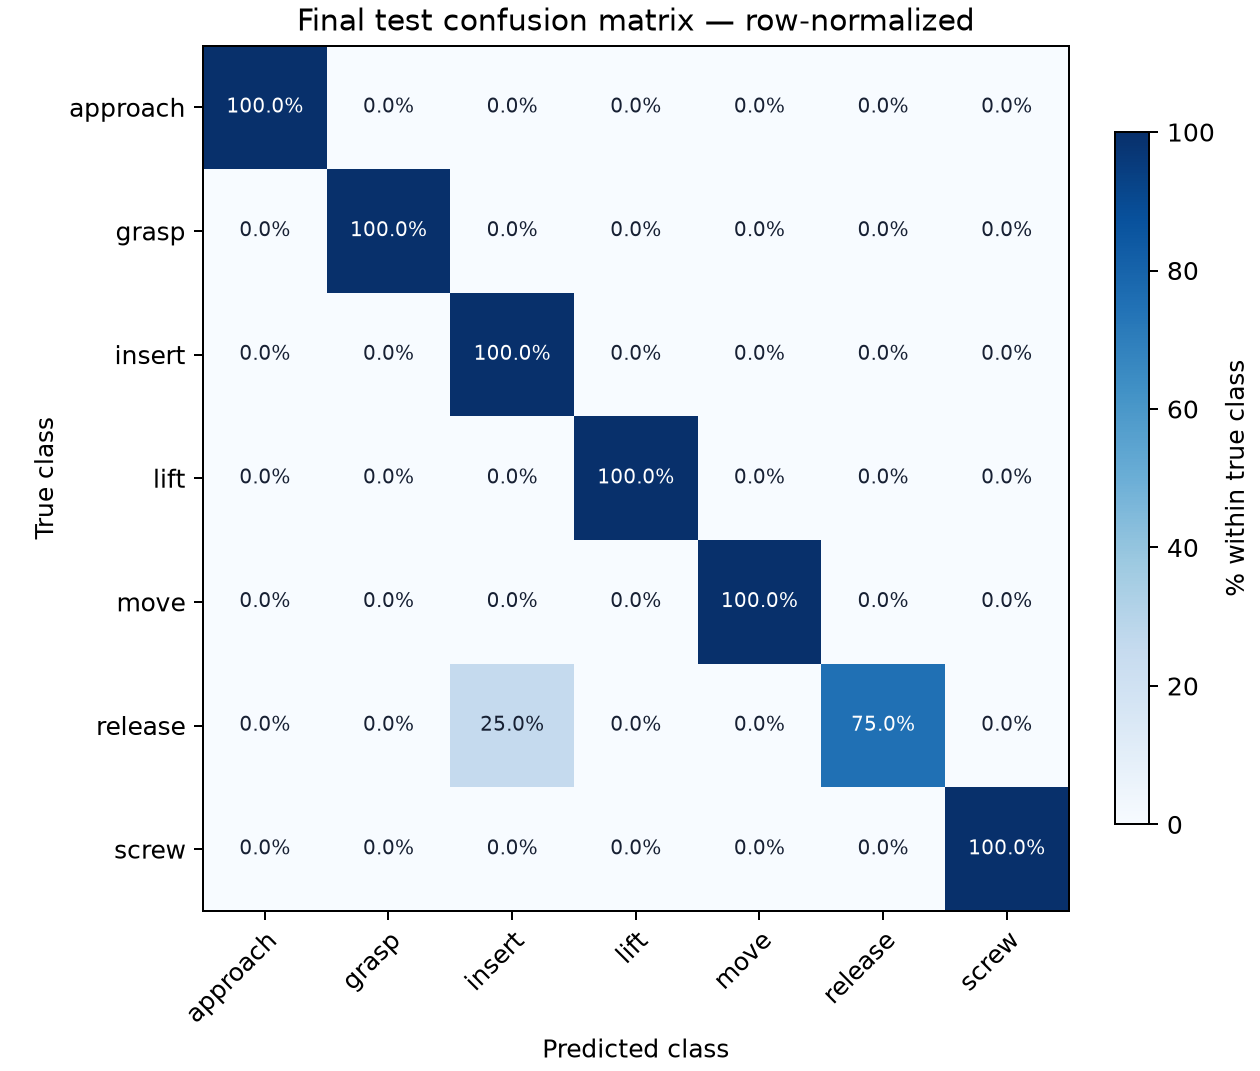 Final test confusion matrix — row-normalized
approach 100.0% 0.0% 0.0% 0.0% 0.0% 0.0% 0.0%
grasp 0.0% 100.0% 0.0% 0.0% 0.0% 0.0% 0.0%
insert 0.0% 0.0% 100.0% 0.0% 0.0% 0.0% 0.0%
lift 0.0% 0.0% 0.0% 100.0% 0.0% 0.0% 0.0%
move 0.0% 0.0% 0.0% 0.0% 100.0% 0.0% 0.0%
release 0.0% 0.0% 25.0% 0.0% 0.0% 75.0% 0.0%
screw 0.0% 0.0% 0.0% 0.0% 0.0% 0.0% 100.0%
True class
approach grasp insert lift move release screw
Predicted class
100
80
60
40
20
0
% within true class